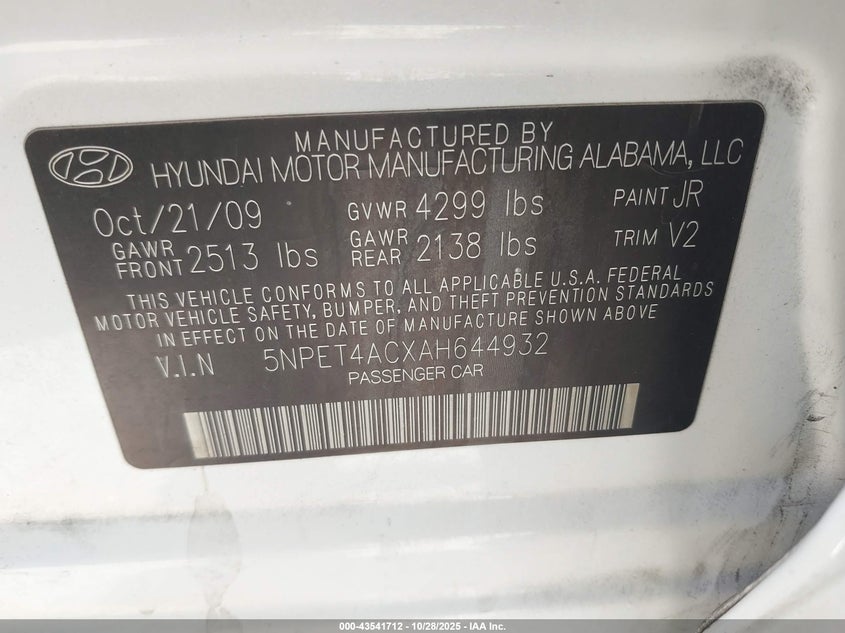 MANUFACTURED BY
HYUNDAI MOTOR MANUFACTURING ALABAMA, LLC
Oct/21/09 GVWR 4299 lbs PAINT JR
GAWR FRONT 2513 lbs GAWR REAR 2138 lbs TRIM V2
THIS VEHICLE CONFORMS TO ALL APPLICABLE U.S.A. FEDERAL
MOTOR VEHICLE SAFETY, BUMPER, AND THEFT PREVENTION STANDARDS
IN EFFECT ON THE DATE OF MANUFACTURE SHOWN ABOVE
V.I.N 5NPET4ACXAH644932
PASSENGER CAR
000-43541712 | 10/28/2025 - IAA Inc.